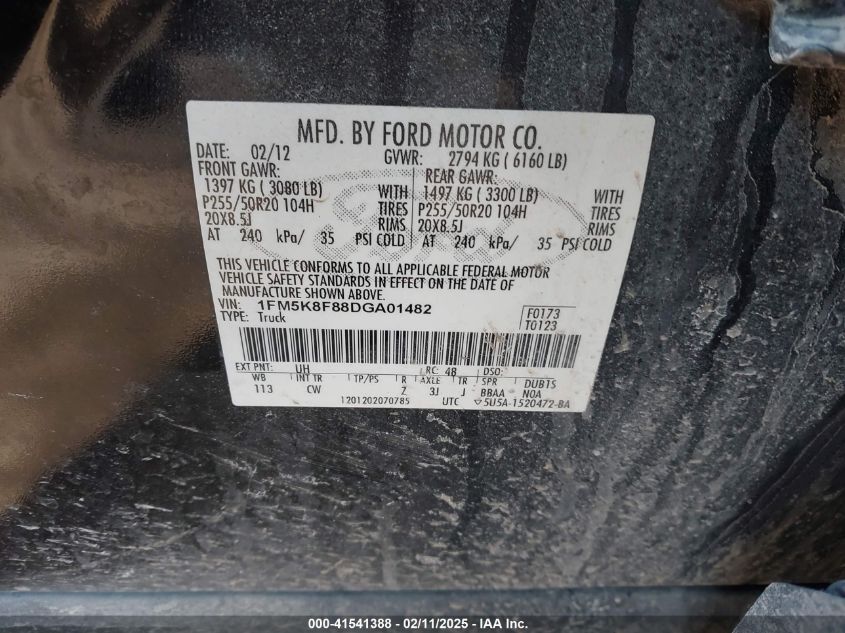 MFD. BY FORD MOTOR CO.
DATE: 02/12 GVWR: 2794 KG ( 6160 LB)
FRONT GAWR: REAR GAWR:
1397 KG ( 3080 LB) WITH 1497 KG ( 3300 LB) WITH
P255/50R20 104H TIRES P255/50R20 104H TIRES
20X8.5J RIMS 20X8.5J RIMS
AT 240 kPa/ 35 PSI COLD AT 240 kPa/ 35 PSI COLD
THIS VEHICLE CONFORMS TO ALL APPLICABLE FEDERAL MOTOR
VEHICLE SAFETY STANDARDS IN EFFECT ON THE DATE OF
MANUFACTURE SHOWN ABOVE.
VIN: 1FM5K8F88DGA01482 F0173
TYPE: Truck T0123
EXT PNT: UH RC: 48 DSO:
WB INT TR TP/PS R AXLE TR SPR DUBTS
113 CW Z 3J J BBAA N0A
1201202070785 UTC ▽5U5A-1520472-BA
000-41541388 - 02/11/2025 - IAA Inc.